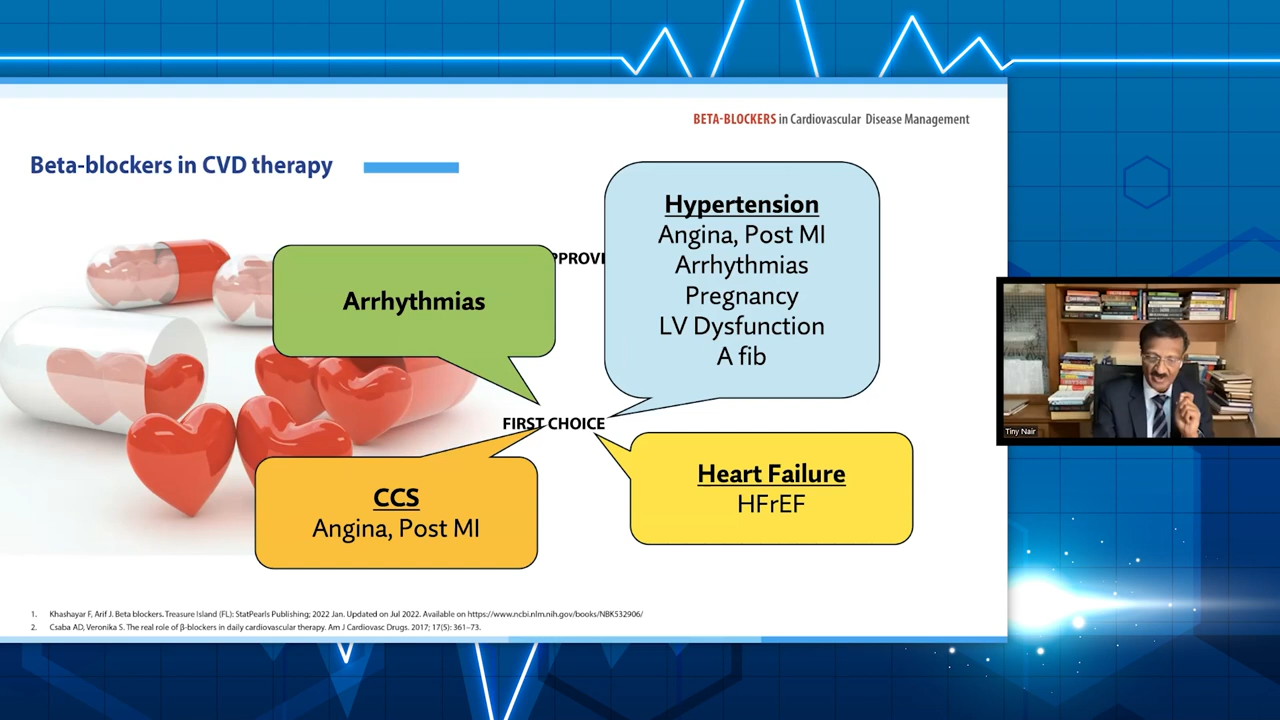 BETA-BLOCKERS in Cardiovascular Disease Management
Beta-blockers in CVD therapy
Hypertension
Angina, Post MI
Arrhythmias
Pregnancy
LV Dysfunction
A fib
Arrhythmias
FIRST CHOICE
CCS
Angina, Post MI
Heart Failure
HFrEF
Tiny Nair
1. Khashayar F, Arif J. Beta blockers. Treasure Island (FL); StatPearls Publishing; 2022 Jan. Updated on Jul 2022. Available on https://www.ncbi.nlm.nih.gov/books/NBK532906/
2. Csaba AD, Veronika S. The real role of β-blockers in daily cardiovascular therapy. Am J Cardiovasc Drugs. 2017; 17(5): 361–73.